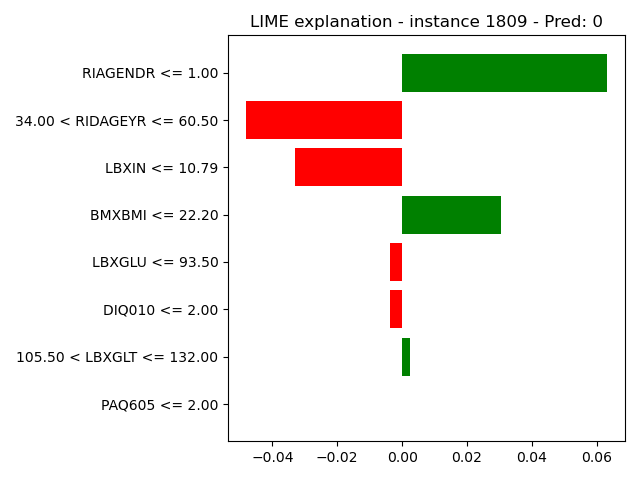 LIME explanation - instance 1809 - Pred: 0
RIAGENDR <= 1.00
34.00 < RIDAGEYR <= 60.50
LBXIN <= 10.79
BMXBMI <= 22.20
LBXGLU <= 93.50
DIQ010 <= 2.00
105.50 < LBXGLT <= 132.00
PAQ605 <= 2.00
−0.04 −0.02 0.00 0.02 0.04 0.06